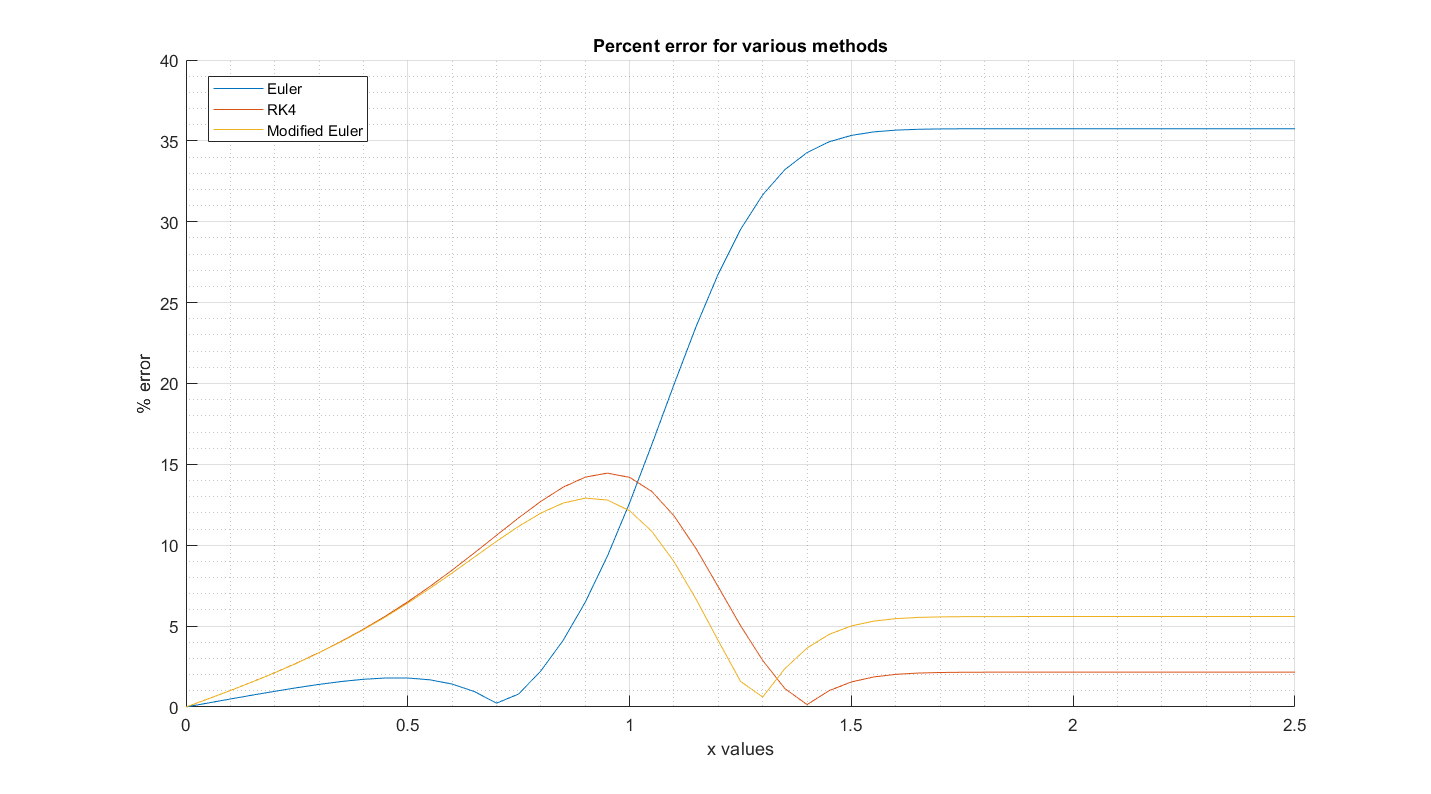 Percent error for various methods
40
Euler
RK4
Modified Euler
35
30
25
20
15
10
5
0
% error
0 0.5 1 1.5 2 2.5
x values